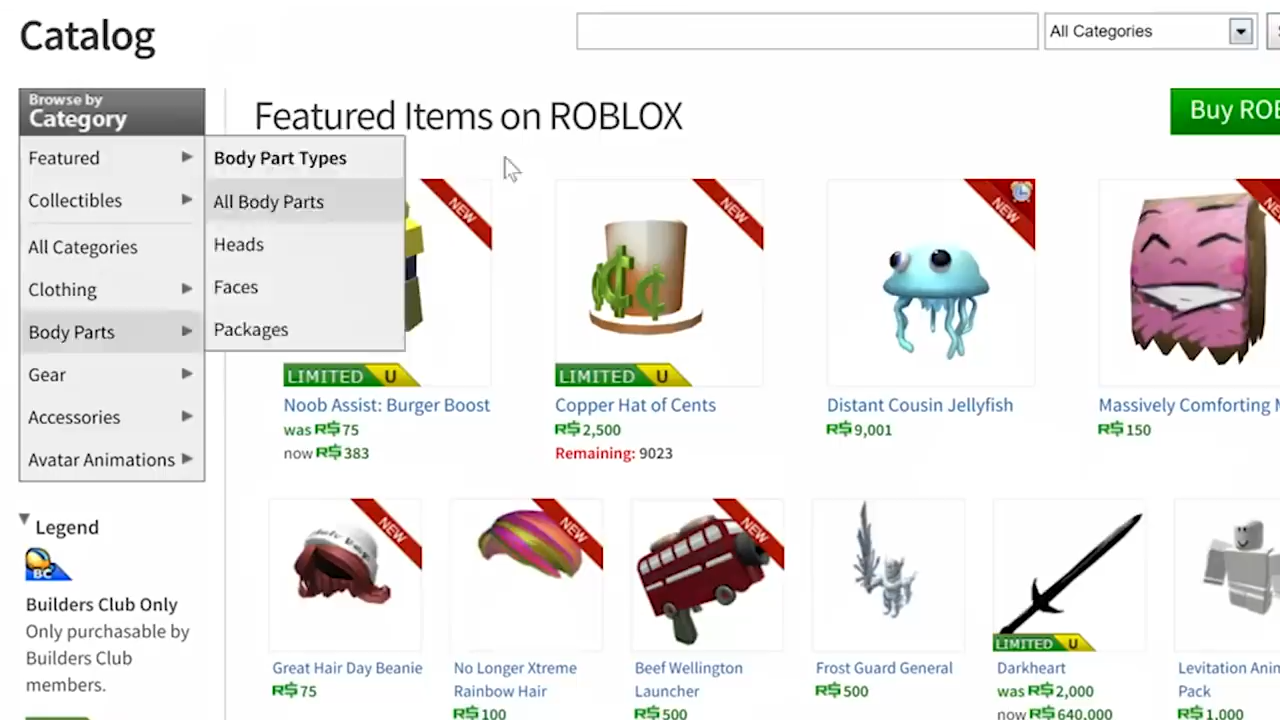 Catalog
All Categories
Browse by
Category
Featured
Collectibles
All Categories
Clothing
Body Parts
Gear
Accessories
Avatar Animations
Body Part Types
All Body Parts
Heads
Faces
Packages
Legend
BC
Builders Club Only
Only purchasable by
Builders Club
members.
Featured Items on ROBLOX
Buy ROB
NEW
LIMITED U
Noob Assist: Burger Boost
was R$ 75
now R$ 383
NEW
LIMITED U
Copper Hat of Cents
R$ 2,500
Remaining: 9023
NEW
Distant Cousin Jellyfish
R$ 9,001
NE
Massively Comforting M
R$ 150
NEW
Great Hair Day Beanie
R$ 75
NEW
No Longer Xtreme
Rainbow Hair
R$ 100
NEW
Beef Wellington
Launcher
R$ 500
Frost Guard General
R$ 500
LIMITED U
Darkheart
was R$ 2,000
now R$ 640,000
Levitation Anim
Pack
R$ 1,000